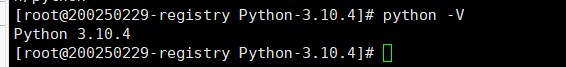 [root@200250229-registry Python-3.10.4]# python -V
Python 3.10.4
[root@200250229-registry Python-3.10.4]#